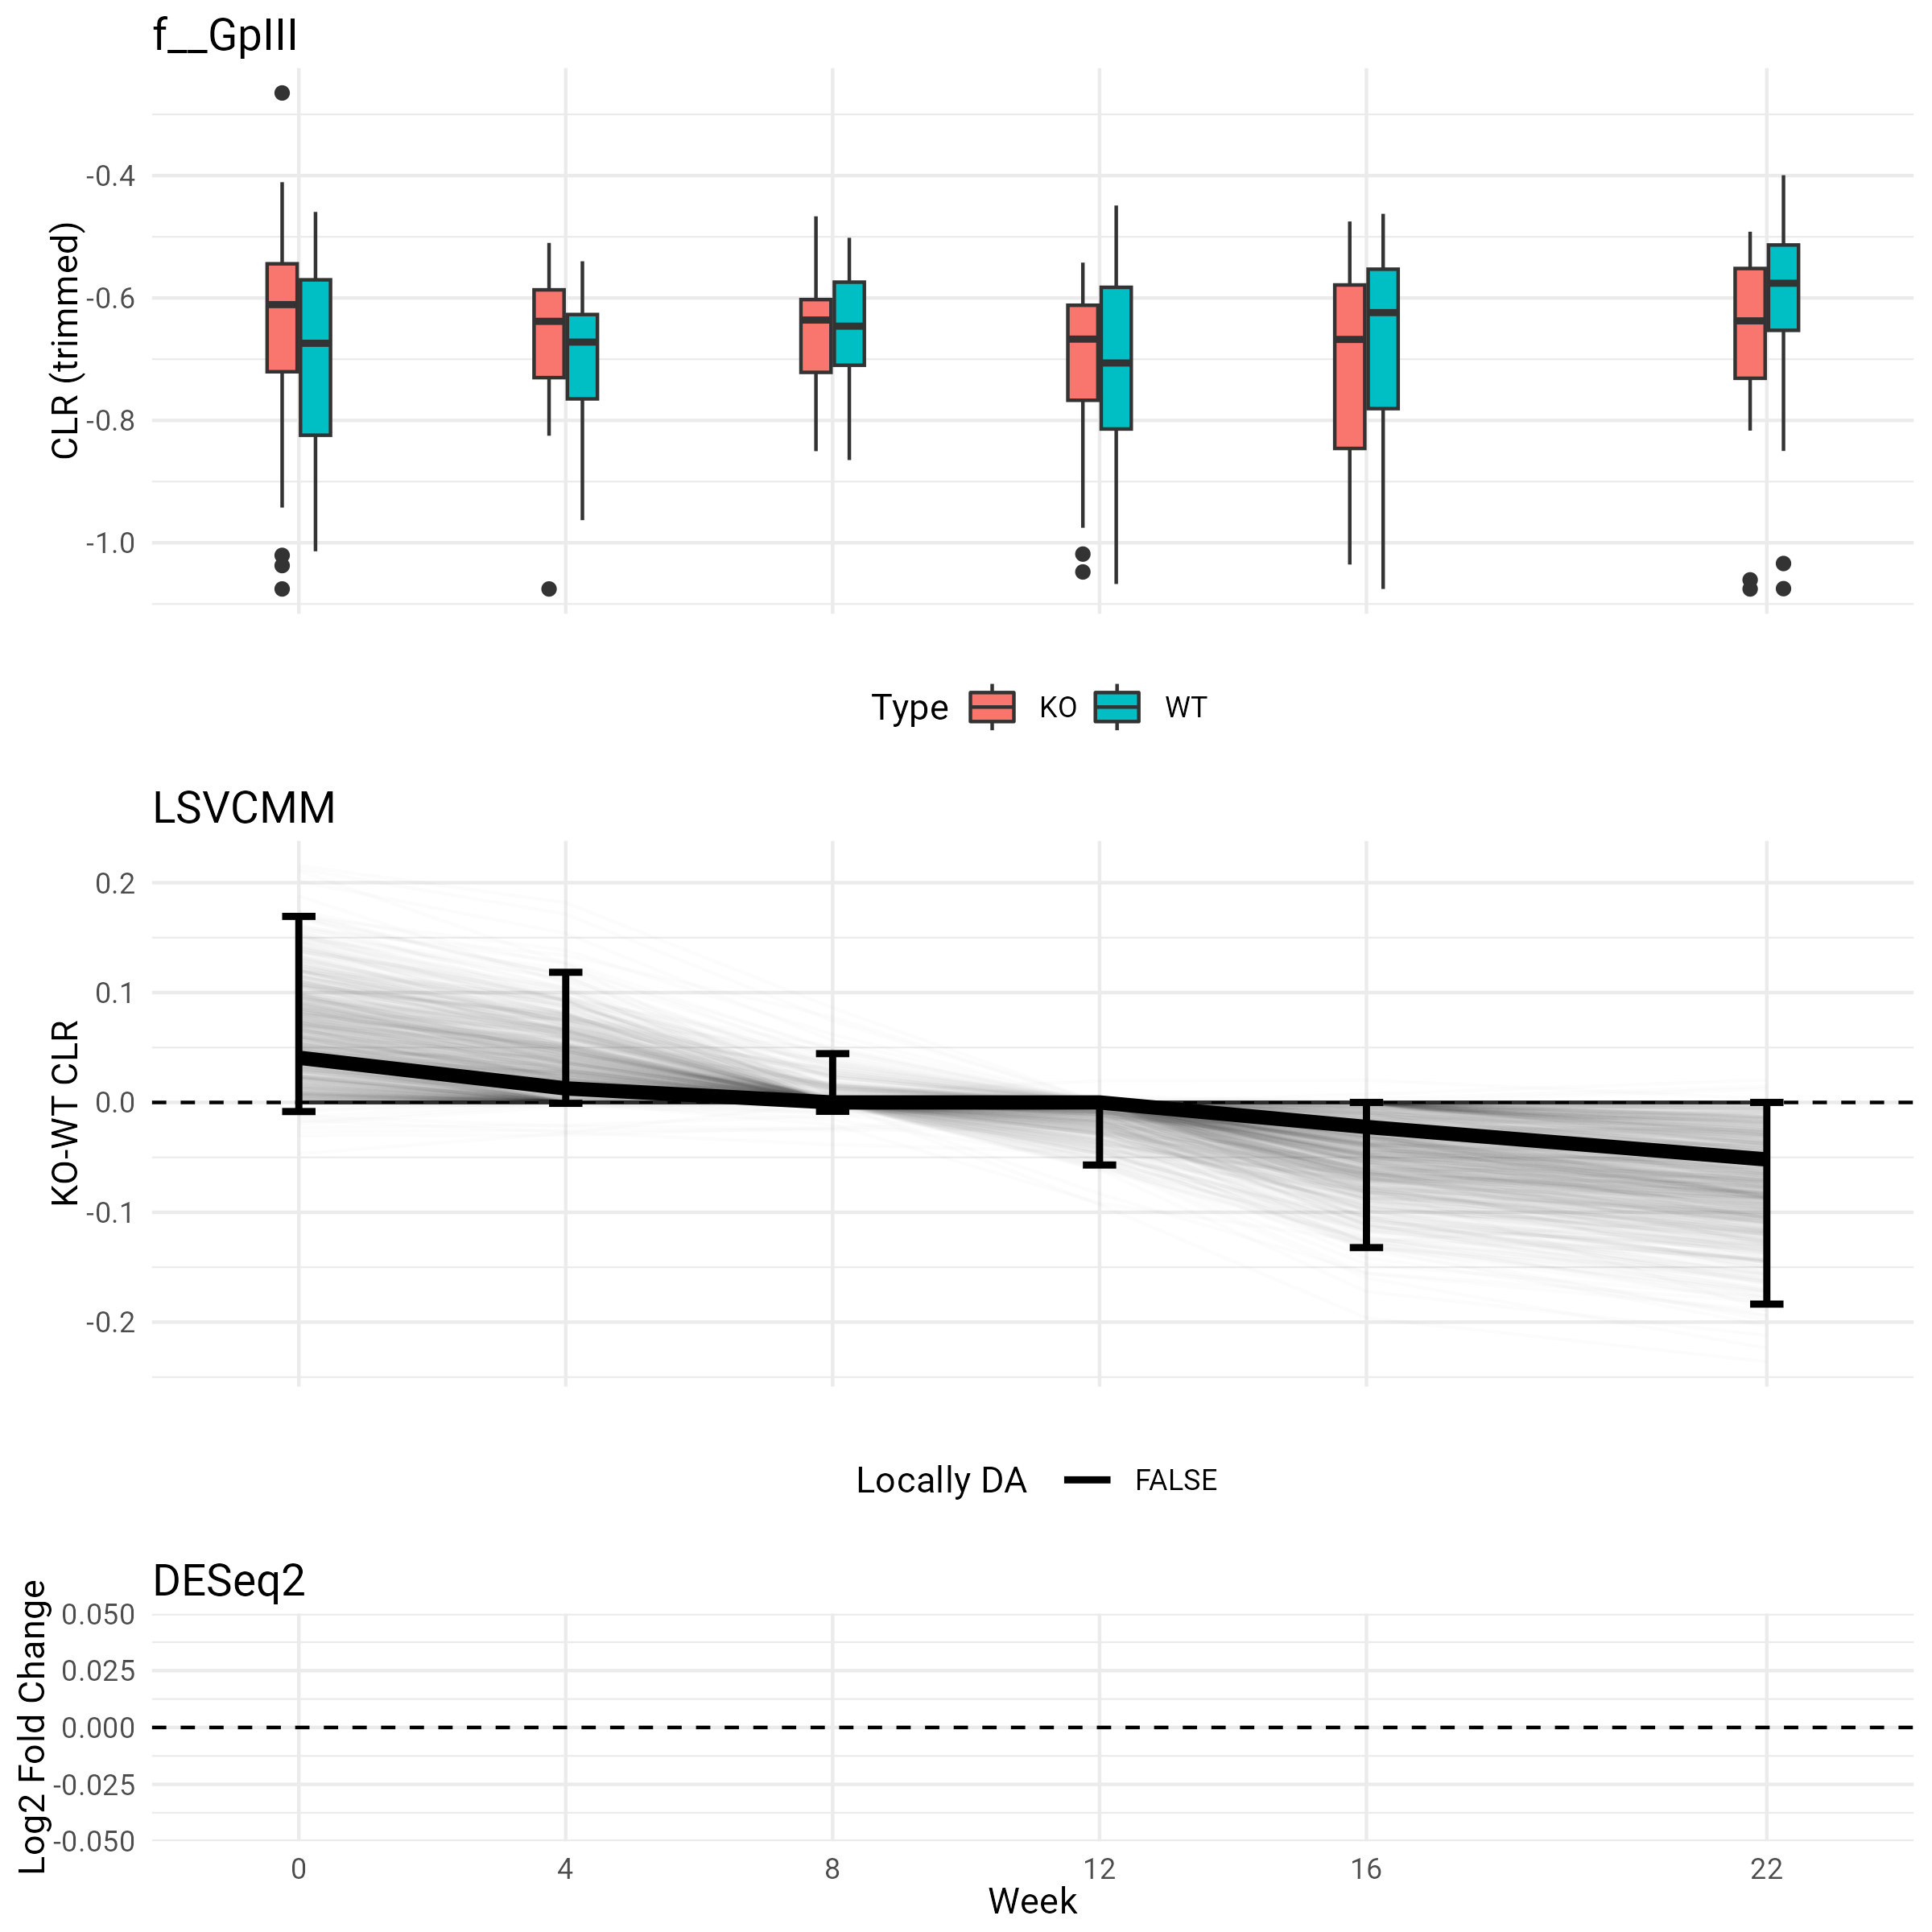 f__GpIII
CLR (trimmed)
-0.4
-0.6
-0.8
-1.0
Type KO WT
LSVCMM
KO-WT CLR
0.2
0.1
0.0
-0.1
-0.2
Locally DA FALSE
DESeq2
Log2 Fold Change
0.050
0.025
0.000
-0.025
-0.050
0 4 8 12 16 22
Week